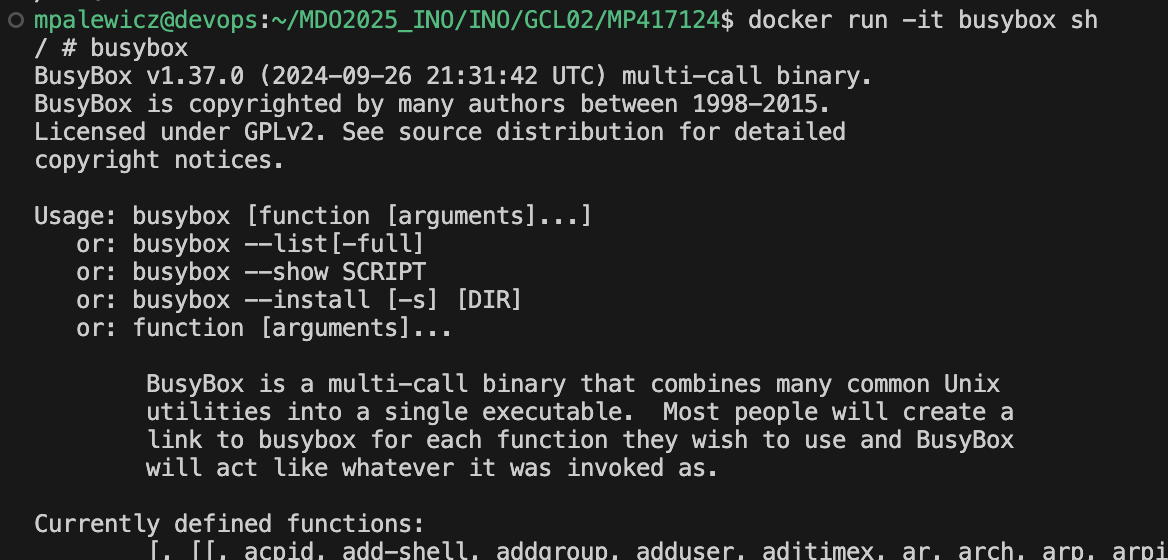 mpalewicz@devops:~/MDO2025_INO/INO/GCL02/MP417124$ docker run -it busybox sh
/ # busybox
BusyBox v1.37.0 (2024-09-26 21:31:42 UTC) multi-call binary.
BusyBox is copyrighted by many authors between 1998-2015.
Licensed under GPLv2. See source distribution for detailed
copyright notices.
Usage: busybox [function [arguments]...]
or: busybox --list[-full]
or: busybox --show SCRIPT
or: busybox --install [-s] [DIR]
or: function [arguments]...
BusyBox is a multi-call binary that combines many common Unix
utilities into a single executable. Most people will create a
link to busybox for each function they wish to use and BusyBox
will act like whatever it was invoked as.
Currently defined functions:
[, [[, acpid, add-shell, addgroup, adduser, adjtimex, ar, arch, arp,